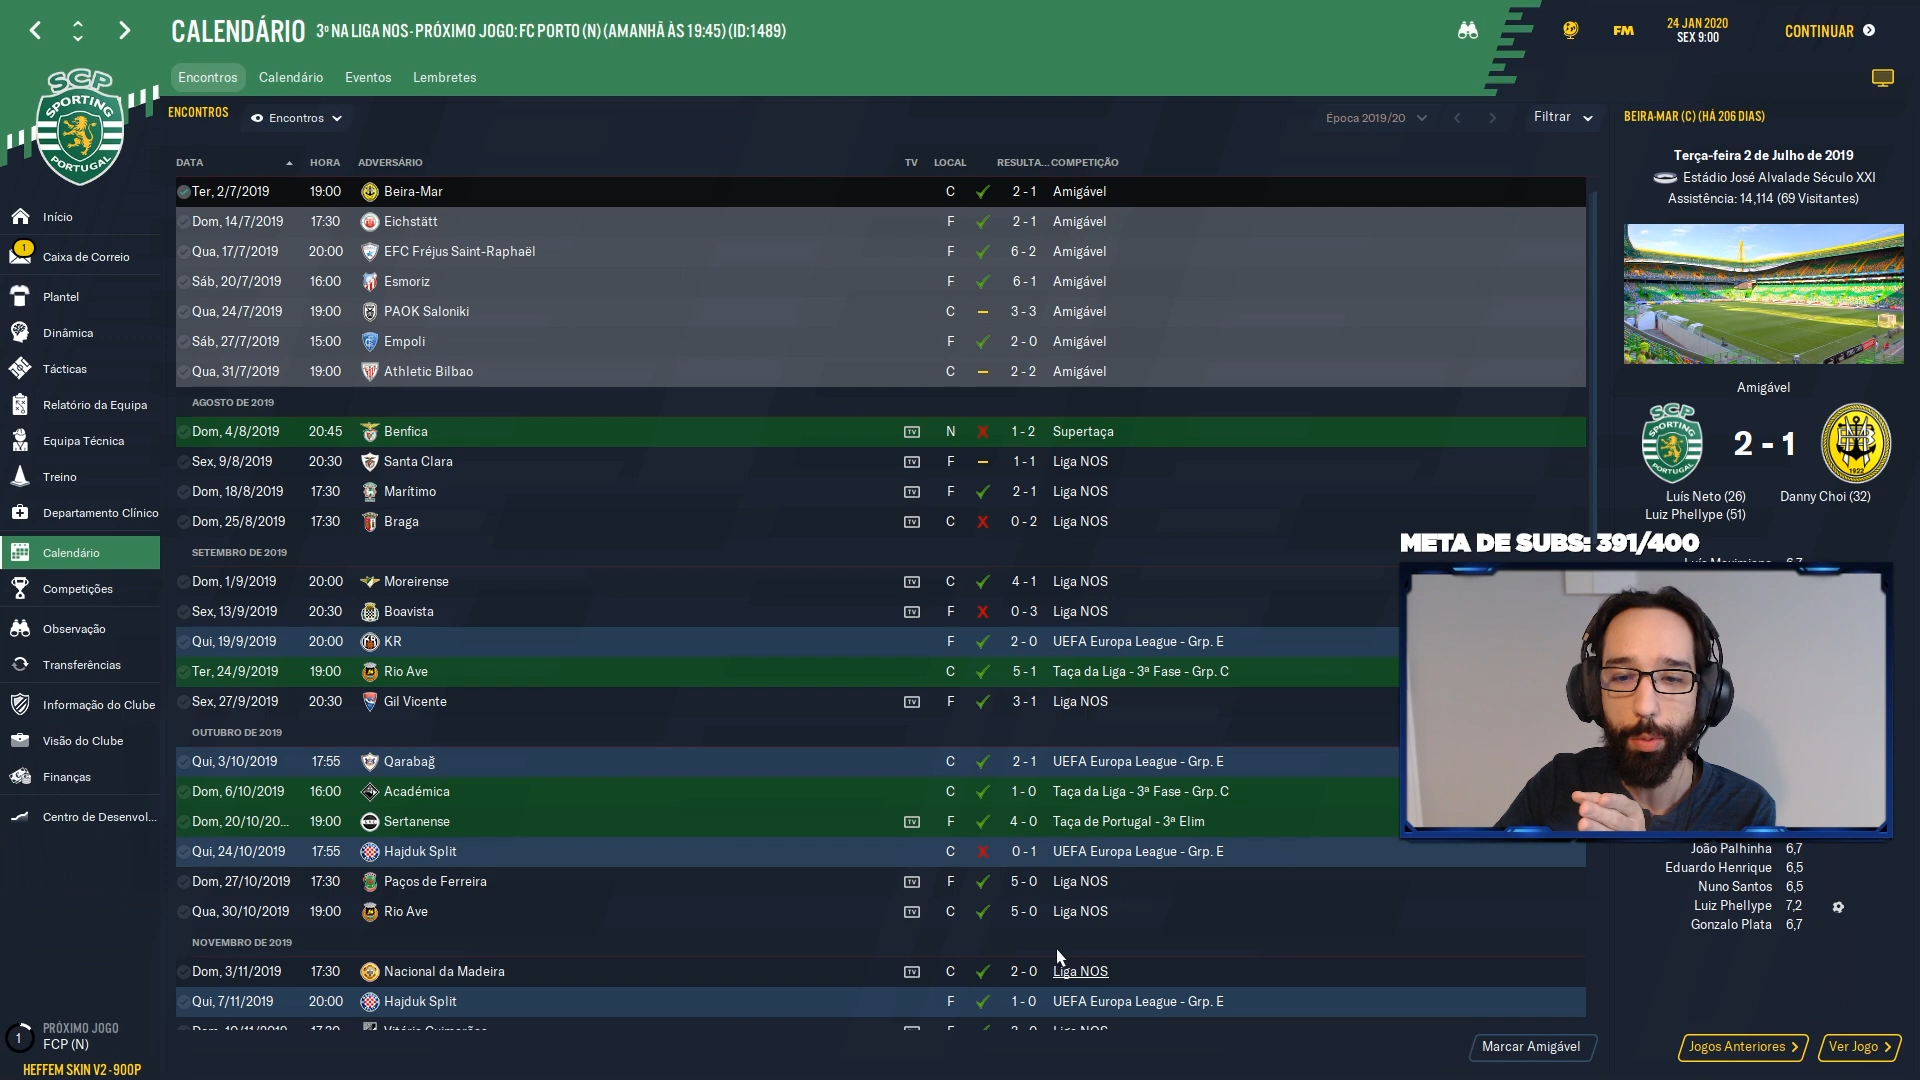 CALENDÁRIO 3º NA LIGA NOS - PRÓXIMO JOGO: FC PORTO (N) (AMANHÃ ÀS 19:45) (ID:1489)
FM
24 JAN 2020
SEX 9:00
CONTINUAR
Encontros Calendário Eventos Lembretes
SCP
SPORTING
PORTUGAL
ENCONTROS
Encontros
Época 2019/20
Filtrar
DATA HORA ADVERSÁRIO TV LOCAL RESULTA... COMPETIÇÃO
Ter, 2/7/2019 19:00 Beira-Mar C 2 - 1 Amigável
Dom, 14/7/2019 17:30 Eichstätt F 2 - 1 Amigável
Qua, 17/7/2019 20:00 EFC Fréjus Saint-Raphaël F 6 - 2 Amigável
Sáb, 20/7/2019 16:00 Esmoriz F 6 - 1 Amigável
Qua, 24/7/2019 19:00 PAOK Saloniki C 3 - 3 Amigável
Sáb, 27/7/2019 15:00 Empoli F 2 - 0 Amigável
Qua, 31/7/2019 19:00 Athletic Bilbao C 2 - 2 Amigável
AGOSTO DE 2019
Dom, 4/8/2019 20:45 Benfica TV N X 1 - 2 Supertaça
Sex, 9/8/2019 20:30 Santa Clara TV F 1 - 1 Liga NOS
Dom, 18/8/2019 17:30 Marítimo TV F 2 - 1 Liga NOS
Dom, 25/8/2019 17:30 Braga TV C X 0 - 2 Liga NOS
SETEMBRO DE 2019
Dom, 1/9/2019 20:00 Moreirense TV C 4 - 1 Liga NOS
Sex, 13/9/2019 20:30 Boavista TV F X 0 - 3 Liga NOS
Qui, 19/9/2019 20:00 KR F 2 - 0 UEFA Europa League - Grp. E
Ter, 24/9/2019 19:00 Rio Ave C 5 - 1 Taça da Liga - 3ª Fase - Grp. C
Sex, 27/9/2019 20:30 Gil Vicente TV F 3 - 1 Liga NOS
OUTUBRO DE 2019
Qui, 3/10/2019 17:55 Qarabağ C 2 - 1 UEFA Europa League - Grp. E
Dom, 6/10/2019 16:00 Académica C 1 - 0 Taça da Liga - 3ª Fase - Grp. C
Dom, 20/10/20... 19:00 Sertanense TV F 4 - 0 Taça de Portugal - 3ª Elim
Qui, 24/10/2019 17:55 Hajduk Split C X 0 - 1 UEFA Europa League - Grp. E
Dom, 27/10/2019 17:30 Paços de Ferreira TV F 5 - 0 Liga NOS
Qua, 30/10/2019 19:00 Rio Ave TV C 5 - 0 Liga NOS
NOVEMBRO DE 2019
Dom, 3/11/2019 17:30 Nacional da Madeira TV C 2 - 0 Liga NOS
Qui, 7/11/2019 20:00 Hajduk Split F 1 - 0 UEFA Europa League - Grp. E
Marcar Amigável
Início
1
Caixa de Correio
Plantel
Dinâmica
Tácticas
Relatório da Equipa
Equipa Técnica
Treino
Departamento Clínico
Calendário
Competições
Observação
Transferências
Informação do Clube
Visão do Clube
Finanças
Centro de Desenvol...
1
PRÓXIMO JOGO
FCP (N)
HEFFEM SKIN V2 - 900P
BEIRA-MAR (C) (HÁ 206 DIAS)
Terça-feira 2 de Julho de 2019
Estádio José Alvalade Século XXI
Assistência: 14,114 (69 Visitantes)
Amigável
SCP
SPORTING
PORTUGAL
2 - 1
1922
Luís Neto (26) Danny Choi (32)
Luiz Phellype (51)
META DE SUBS: 391/400
João Palhinha 6,7
Eduardo Henrique 6,5
Nuno Santos 6,5
Luiz Phellype 7,2
Gonzalo Plata 6,7
Jogos Anteriores
Ver Jogo